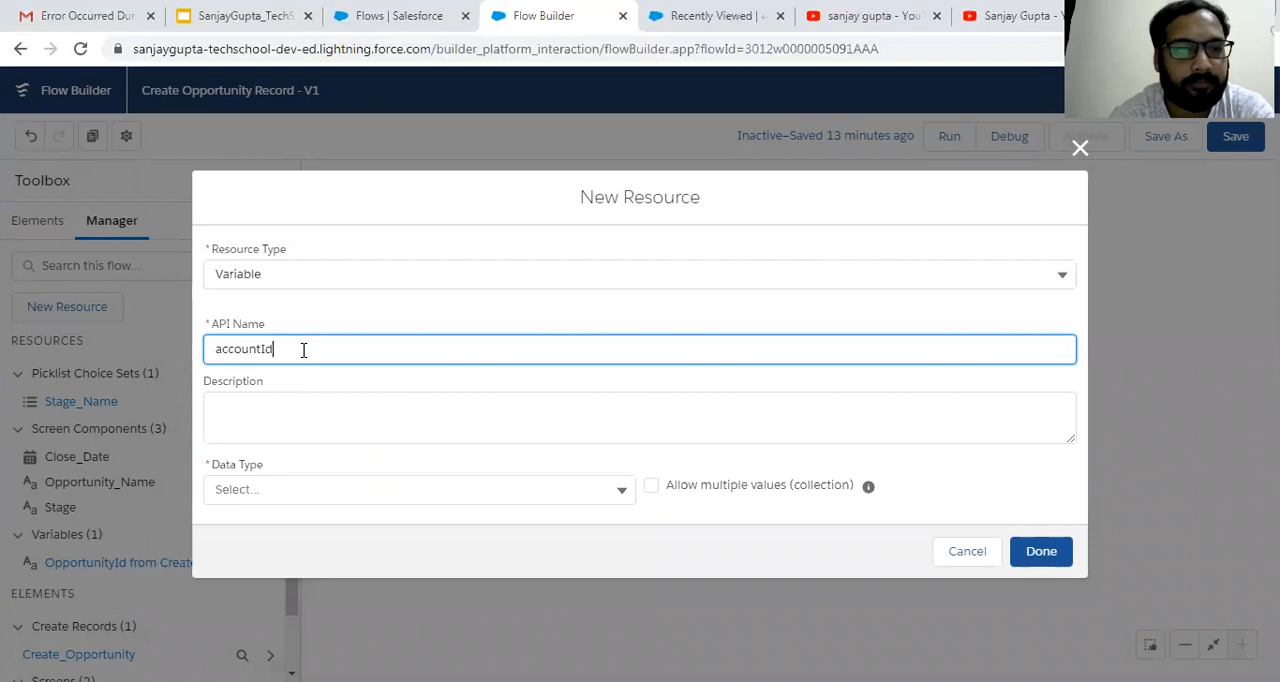 Error Occurred Dur
SanjayGupta_TechS
Flows | Salesforce
Flow Builder
Recently Viewed |
sanjay gupta - You
Sanjay Gupta - Y
sanjaygupta-techschool-dev-ed.lightning.force.com/builder_platform_interaction/flowBuilder.app?flowId=3012w0000005091AAA
Flow Builder
Create Opportunity Record - V1
Inactive—Saved 13 minutes ago
Run
Debug
Activate
Save As
Save
Toolbox
Elements
Manager
Search this flow...
New Resource
RESOURCES
Picklist Choice Sets (1)
Stage_Name
Screen Components (3)
Close_Date
Opportunity_Name
Stage
Variables (1)
OpportunityId from Create
ELEMENTS
Create Records (1)
Create_Opportunity
Screens (2)
New Resource
* Resource Type
Variable
* API Name
accountId
Description
* Data Type
Select...
Allow multiple values (collection)
Cancel
Done